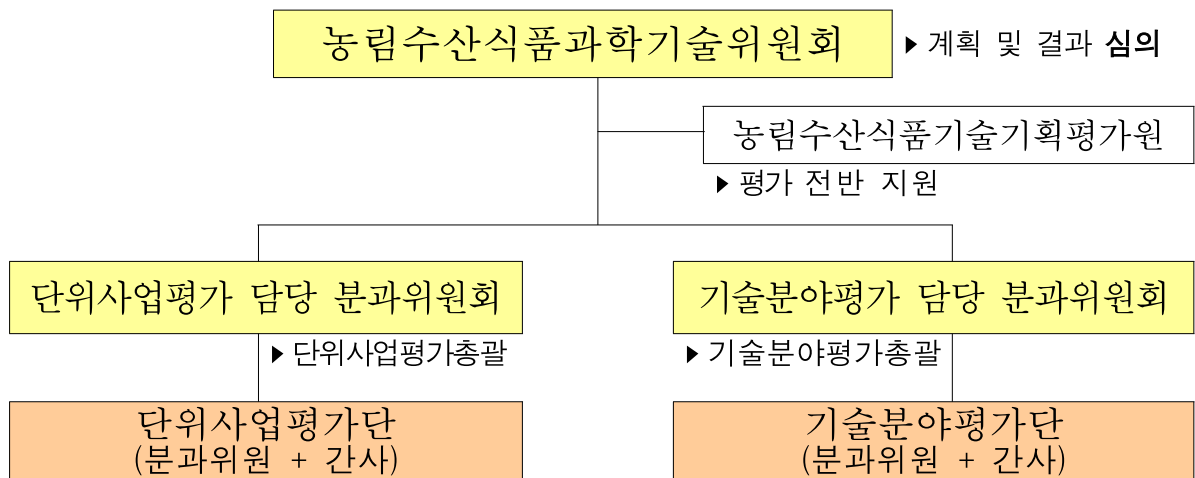 농림수산식품과학기술위원회
▶ 계획 및 결과 심의
농림수산식품기술기획평가원
▶ 평가 전반 지원
단위사업평가 담당 분과위원회
기술분야평가 담당 분과위원회
▶ 단위사업평가총괄
▶ 기술분야평가총괄
단위사업평가단
(분과위원 + 간사)
기술분야평가단
(분과위원 + 간사)